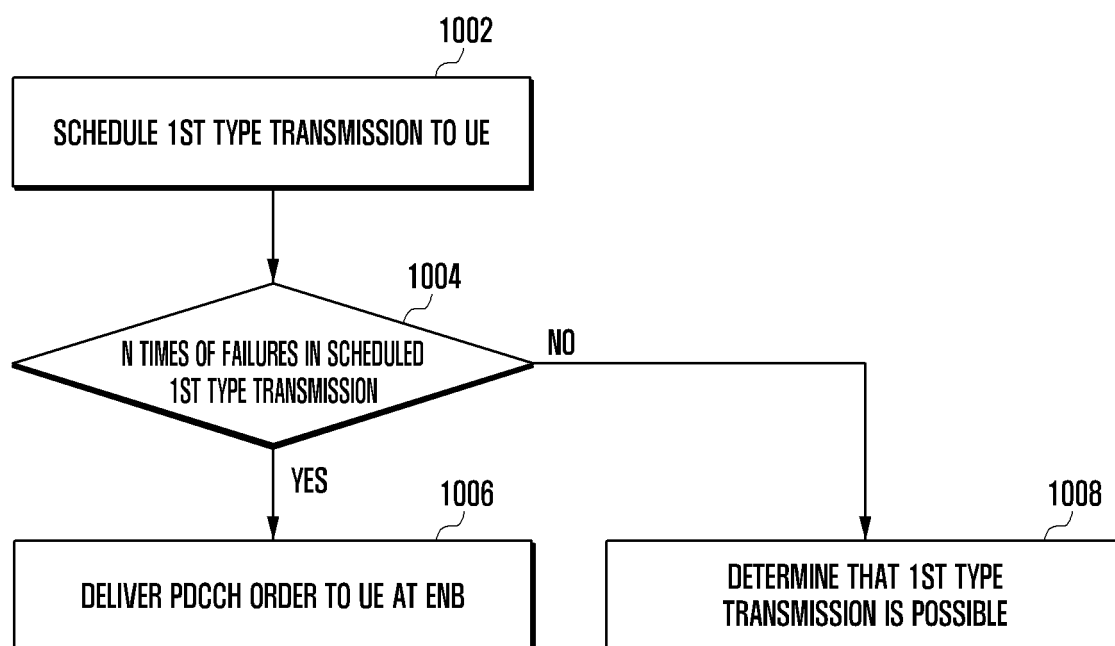 1002
SCHEDULE 1ST TYPE TRANSMISSION TO UE
1004
N TIMES OF FAILURES IN SCHEDULED
1ST TYPE TRANSMISSION
NO
YES
1006
DELIVER PDCCH ORDER TO UE AT ENB
1008
DETERMINE THAT 1ST TYPE
TRANSMISSION IS POSSIBLE